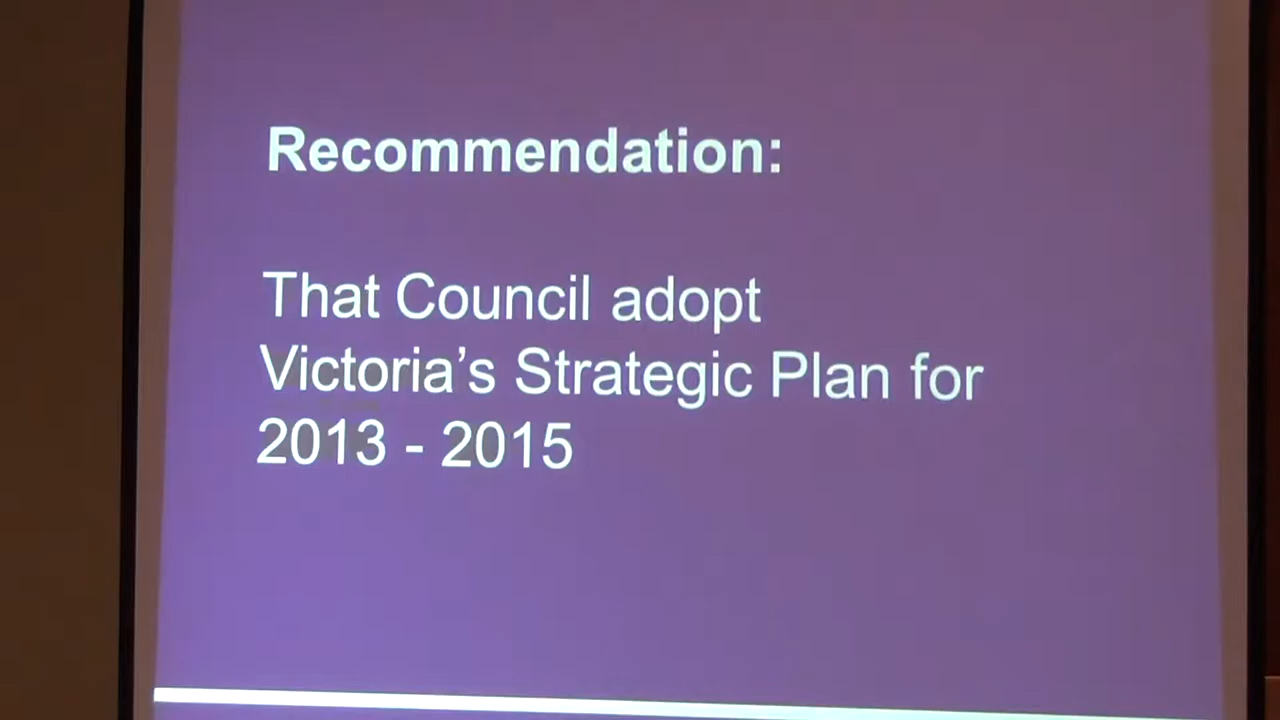 Recommendation:
That Council adopt
Victoria's Strategic Plan for
2013 - 2015